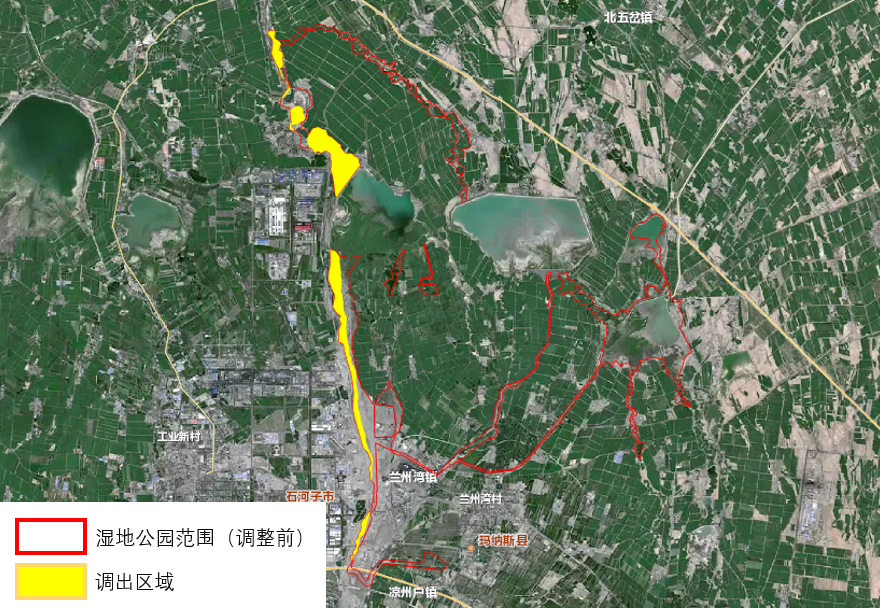 北五岔镇
工业新村
石河子市
兰州湾镇
兰州湾村
玛纳斯县
凉州户镇
湿地公园范围（调整前）
调出区域